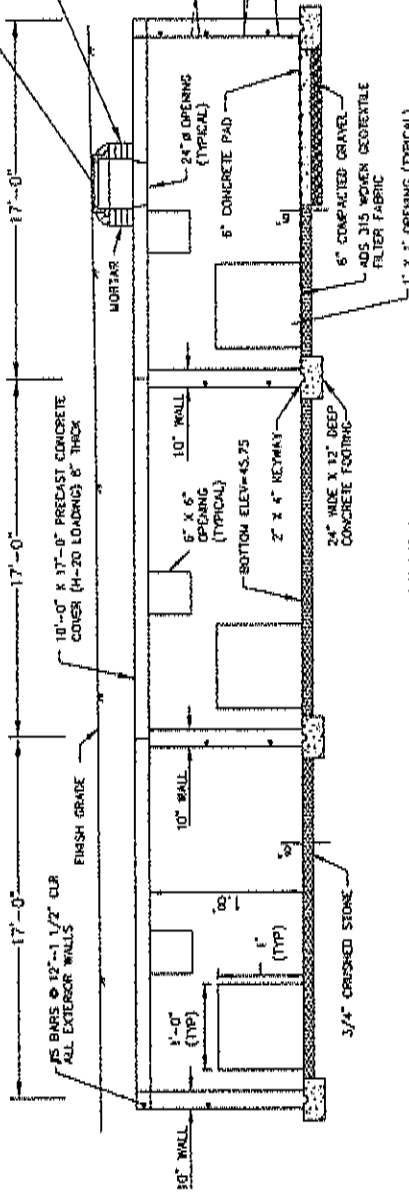 17'-0"
17'-0"
17'-0"
#5 BARS @ 12"-1 1/2" CLR
ALL EXTERIOR WALLS
FINISH GRADE
10'-0" X 17'-0" PRECAST CONCRETE
COVER (H-20 LOADING) 8" THICK
MORTAR
24" Ø OPENING
(TYPICAL)
6" CONCRETE PAD
10" WALL
10" WALL
10" WALL
6" X 6"
OPENING
(TYPICAL)
BOTTOM ELEV=45.75
2" X 4" KEYWAY
24" WIDE X 12" DEEP
CONCRETE FOOTING
1'-0"
(TYP)
(TYP)
3/4" CRUSHED STONE
6" COMPACTED GRAVEL
ADS 315 WOVEN GEOTEXTILE
FILTER FABRIC
1' X 1' OPENING (TYPICAL)